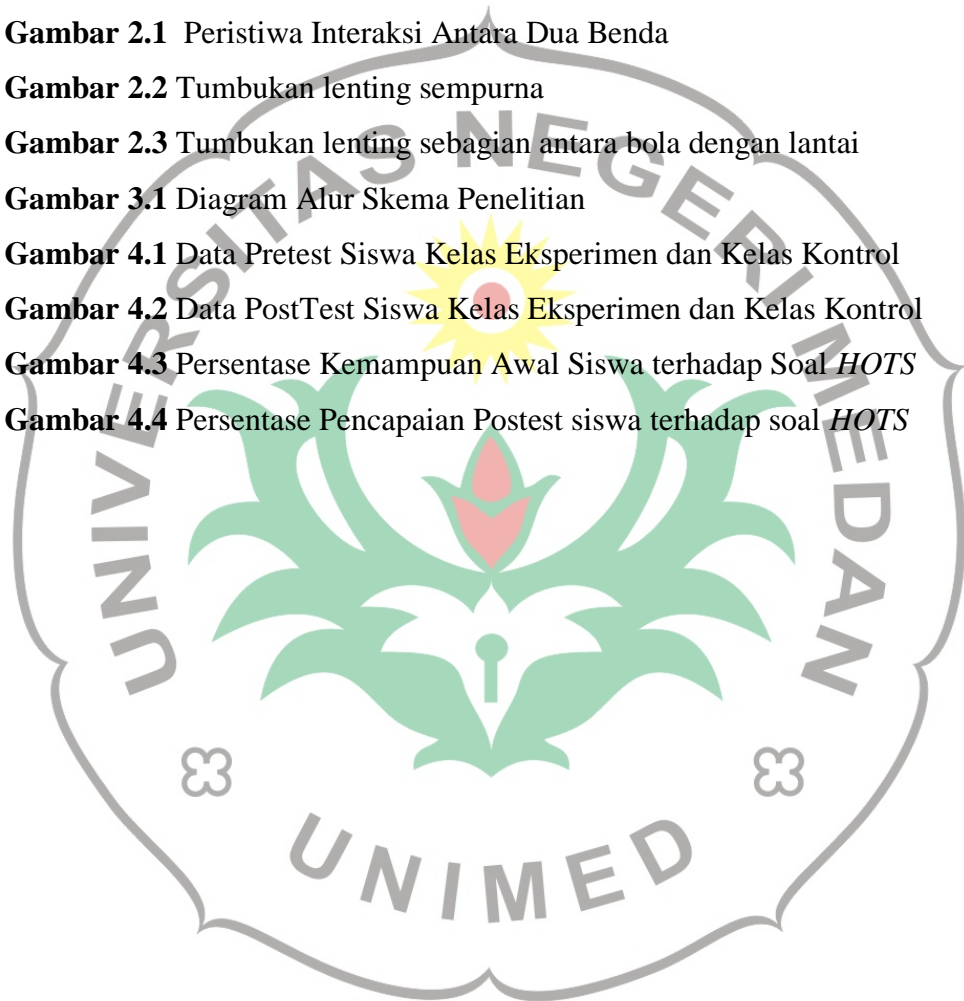 Gambar 2.1 Peristiwa Interaksi Antara Dua Benda
Gambar 2.2 Tumbukan lenting sempurna
Gambar 2.3 Tumbukan lenting sebagian antara bola dengan lantai
Gambar 3.1 Diagram Alur Skema Penelitian
Gambar 4.1 Data Pretest Siswa Kelas Eksperimen dan Kelas Kontrol
Gambar 4.2 Data PostTest Siswa Kelas Eksperimen dan Kelas Kontrol
Gambar 4.3 Persentase Kemampuan Awal Siswa terhadap Soal HOTS
Gambar 4.4 Persentase Pencapaian Postest siswa terhadap soal HOTS
UNIVERSITAS NEGERI MEDAN
UNIMED